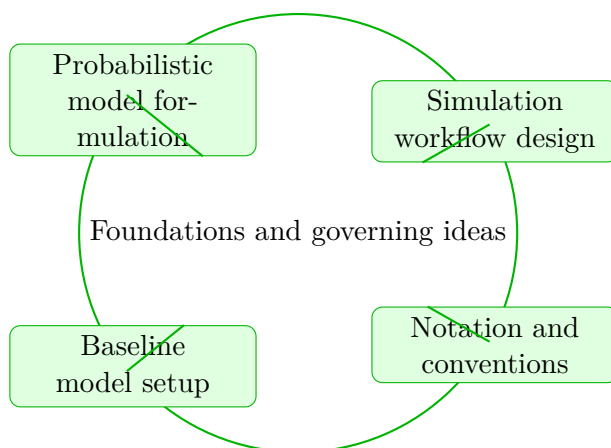 Probabilistic
model for-
mulation
Simulation
workflow design
Foundations and governing ideas
Baseline
model setup
Notation and
conventions